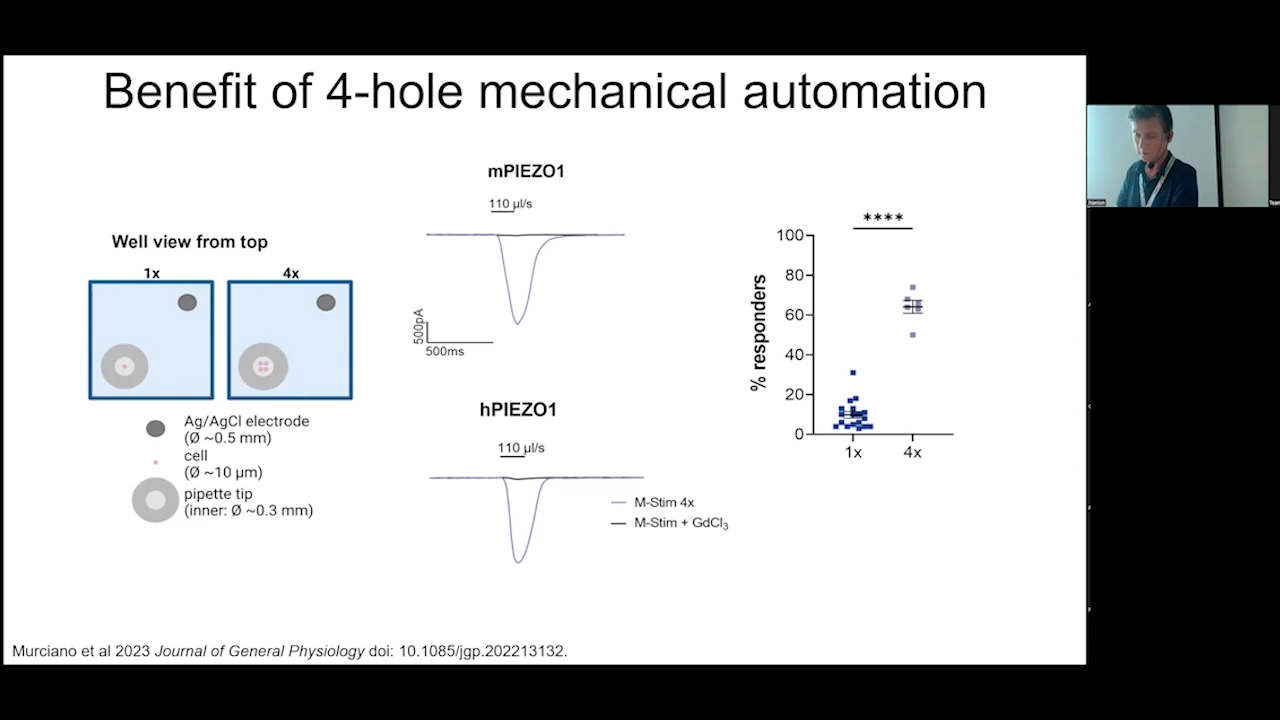 Benefit of 4-hole mechanical automation
Well view from top
1x
4x
Ag/AgCl electrode
(Ø ~0.5 mm)
cell
(Ø ~10 µm)
pipette tip
(inner: Ø ~0.3 mm)
mPIEZO1
110 µl/s
500pA
500ms
hPIEZO1
110 µl/s
M-Stim 4x
M-Stim + GdCl₃
% responders
****
100
80
60
40
20
0
1x
4x
Murciano et al 2023 Journal of General Physiology doi: 10.1085/jgp.202213132.